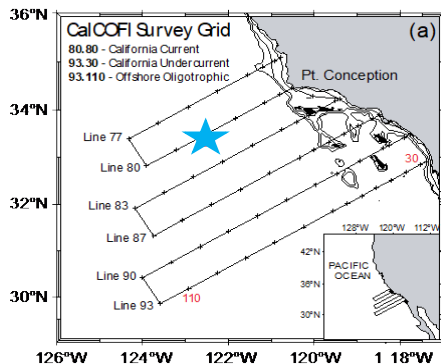 CalCOFI Survey Grid
(a)
80.80 - California Current
93.30 - California Undercurrent
93.110 - Offshore Oligotrophic
Pt. Conception
36°N
34°N
32°N
30°N
Line 77
Line 80
Line 83
Line 87
Line 90
Line 93
30
110
128°W 120°W 112°W
42°N
36°N
30°N
PACIFIC
OCEAN
126°W 124°W 122°W 120°W 118°W